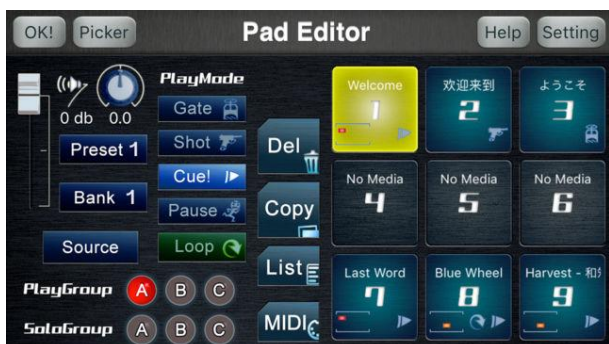 OK! Picker Pad Editor Help Setting
PlayMode
0 db 0.0
Gate
Preset 1
Shot
Cue!
Bank 1
Pause
Source
Loop
PlayGroup A B C
SoloGroup A B C
Del
Copy
List
MIDI
Welcome 欢迎来到 ようこそ
1 2 3
No Media No Media No Media
4 5 6
Last Word Blue Wheel Harvest - 和
7 8 9